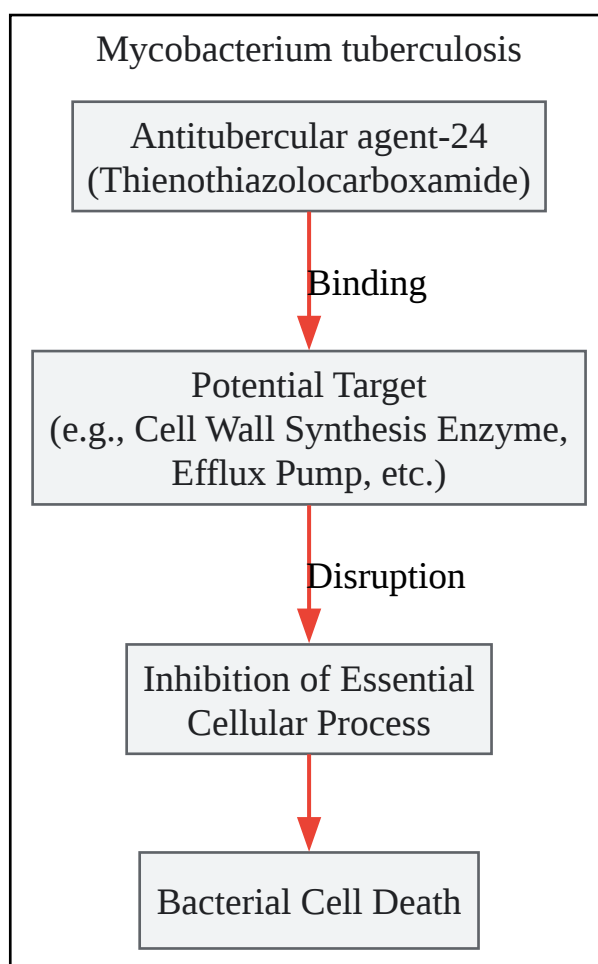 Mycobacterium tuberculosis
Antitubercular agent-24
(Thienothiazolocarboxamide)
Binding
Potential Target
(e.g., Cell Wall Synthesis Enzyme,
Efflux Pump, etc.)
Disruption
Inhibition of Essential
Cellular Process
Bacterial Cell Death